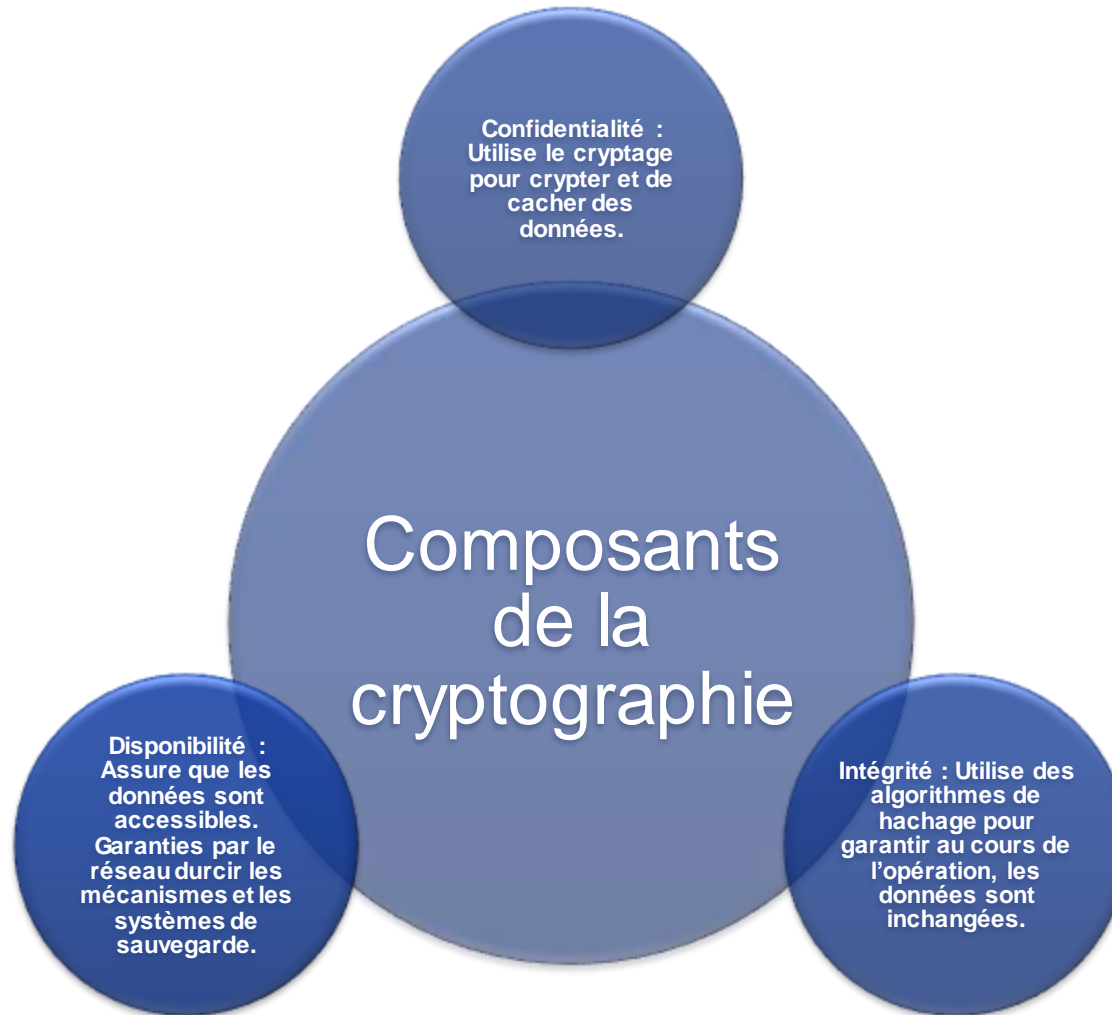 Confidentialité :
Utilise le cryptage
pour crypter et de
cacher des
données.
Composants
de la
cryptographie
Disponibilité :
Assure que les
données sont
accessibles.
Garanties par le
réseau durcir les
mécanismes et les
systèmes de
sauvegarde.
Intégrité : Utilise des
algorithmes de
hachage pour
garantir au cours de
l’opération, les
données sont
inchangées.